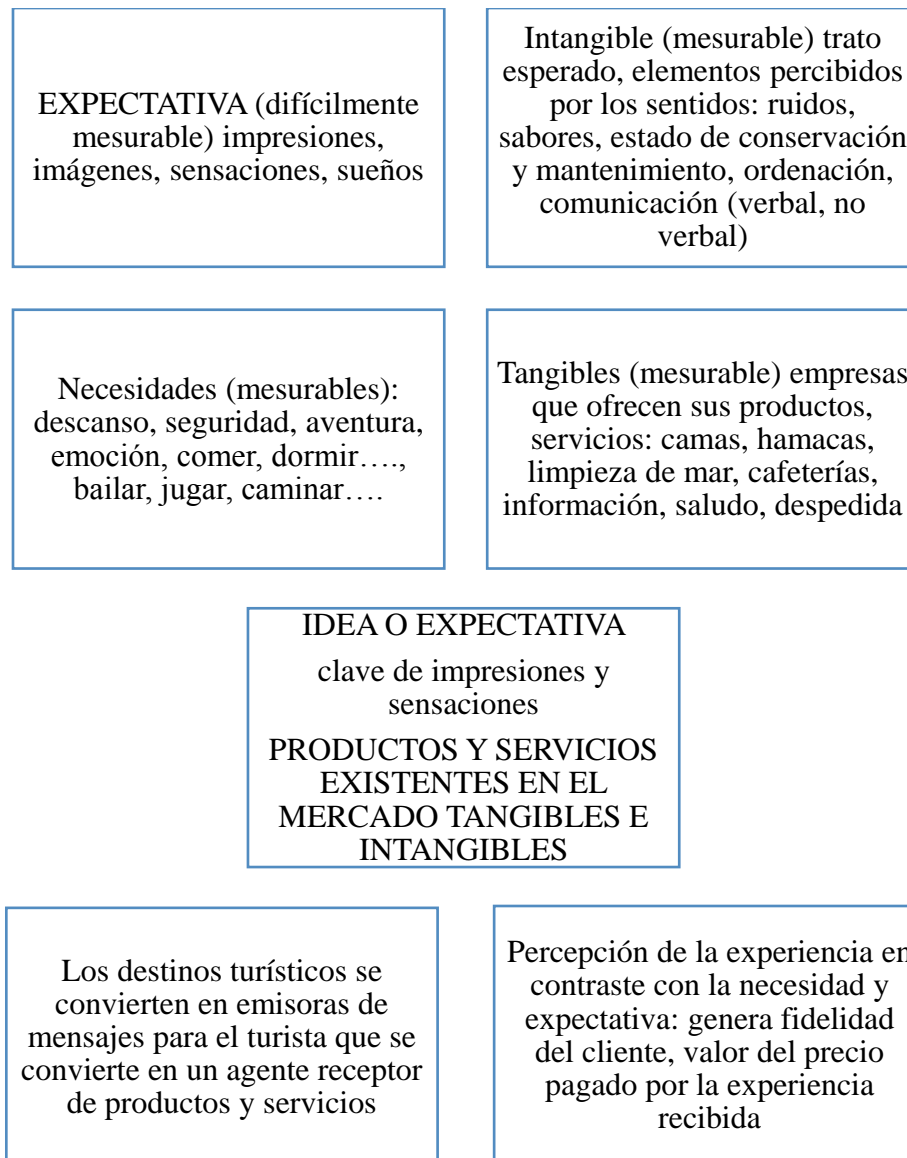 EXPECTATIVA (difícilmente
mesurable) impresiones,
imágenes, sensaciones, sueños
Intangible (mesurable) trato
esperado, elementos percibidos
por los sentidos: ruidos,
sabores, estado de conservación
y mantenimiento, ordenación,
comunicación (verbal, no
verbal)
Necesidades (mesurables):
descanso, seguridad, aventura,
emoción, comer, dormir….,
bailar, jugar, caminar….
Tangibles (mesurable) empresas
que ofrecen sus productos,
servicios: camas, hamacas,
limpieza de mar, cafeterías,
información, saludo, despedida
IDEA O EXPECTATIVA
clave de impresiones y
sensaciones
PRODUCTOS Y SERVICIOS
EXISTENTES EN EL
MERCADO TANGIBLES E
INTANGIBLES
Los destinos turísticos se
convierten en emisoras de
mensajes para el turista que se
convierte en un agente receptor
de productos y servicios
Percepción de la experiencia en
contraste con la necesidad y
expectativa: genera fidelidad
del cliente, valor del precio
pagado por la experiencia
recibida